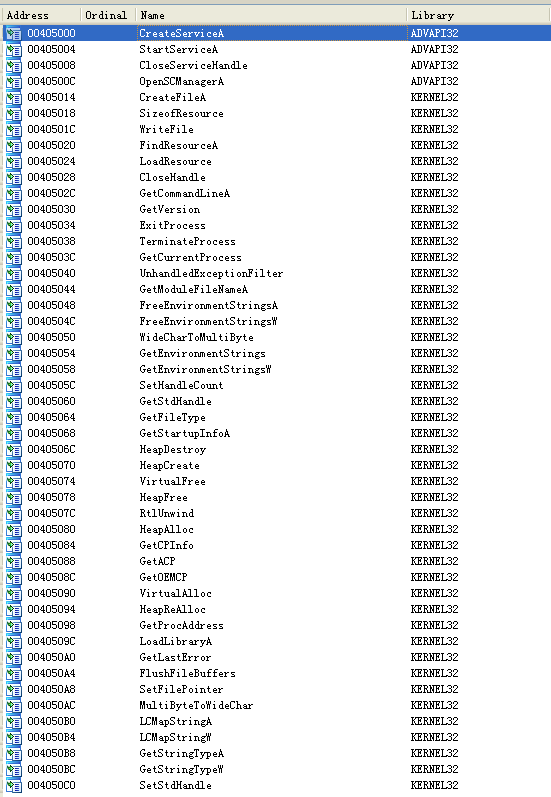 Address Ordinal Name Library
00405000 CreateServiceA ADVAPI32
00405004 StartServiceA ADVAPI32
00405008 CloseServiceHandle ADVAPI32
0040500C OpenSCManagerA ADVAPI32
00405014 CreateFileA KERNEL32
00405018 SizeofResource KERNEL32
0040501C WriteFile KERNEL32
00405020 FindResourceA KERNEL32
00405024 LoadResource KERNEL32
00405028 CloseHandle KERNEL32
0040502C GetCommandLineA KERNEL32
00405030 GetVersion KERNEL32
00405034 ExitProcess KERNEL32
00405038 TerminateProcess KERNEL32
0040503C GetCurrentProcess KERNEL32
00405040 UnhandledExceptionFilter KERNEL32
00405044 GetModuleFileNameA KERNEL32
00405048 FreeEnvironmentStringsA KERNEL32
0040504C FreeEnvironmentStringsW KERNEL32
00405050 WideCharToMultiByte KERNEL32
00405054 GetEnvironmentStrings KERNEL32
00405058 GetEnvironmentStringsW KERNEL32
0040505C SetHandleCount KERNEL32
00405060 GetStdHandle KERNEL32
00405064 GetFileType KERNEL32
00405068 GetStartupInfoA KERNEL32
0040506C HeapDestroy KERNEL32
00405070 HeapCreate KERNEL32
00405074 VirtualFree KERNEL32
00405078 HeapFree KERNEL32
0040507C RtlUnwind KERNEL32
00405080 HeapAlloc KERNEL32
00405084 GetCPInfo KERNEL32
00405088 GetACP KERNEL32
0040508C GetOEMCP KERNEL32
00405090 VirtualAlloc KERNEL32
00405094 HeapReAlloc KERNEL32
00405098 GetProcAddress KERNEL32
0040509C LoadLibraryA KERNEL32
004050A0 GetLastError KERNEL32
004050A4 FlushFileBuffers KERNEL32
004050A8 SetFilePointer KERNEL32
004050AC MultiByteToWideChar KERNEL32
004050B0 LCMapStringA KERNEL32
004050B4 LCMapStringW KERNEL32
004050B8 GetStringTypeA KERNEL32
004050BC GetStringTypeW KERNEL32
004050C0 SetStdHandle KERNEL32